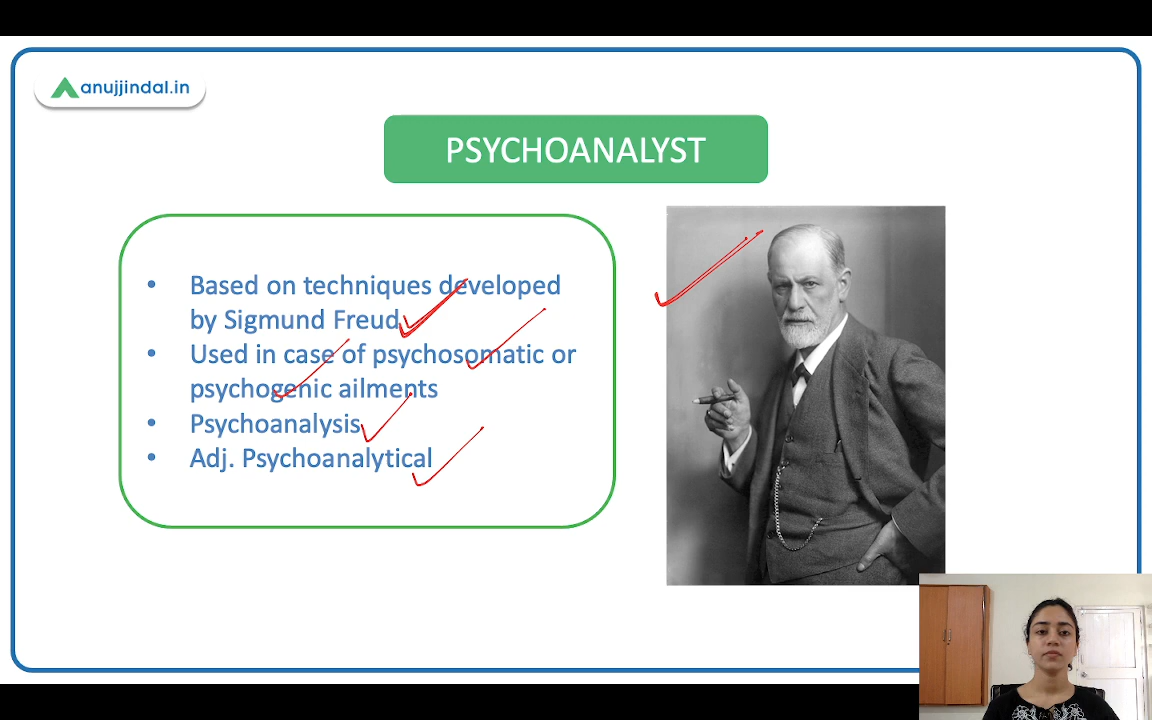 anujjindal.in
PSYCHOANALYST
• Based on techniques developed
by Sigmund Freud
• Used in case of psychosomatic or
psychogenic ailments
• Psychoanalysis
• Adj. Psychoanalytical